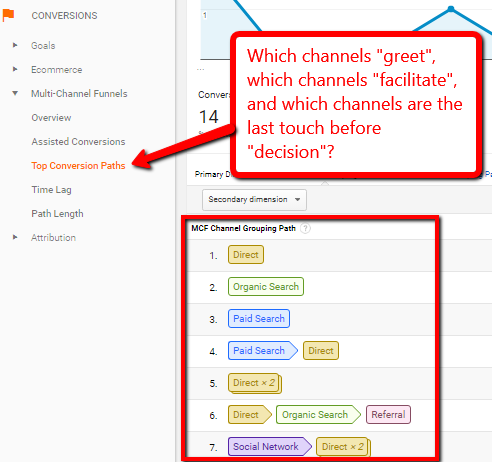 CONVERSIONS
Goals
Ecommerce
Multi-Channel Funnels
Overview
Assisted Conversions
Top Conversion Paths
Time Lag
Path Length
Attribution
1
...
Which channels "greet",
which channels "facilitate",
and which channels are the
last touch before
"decision"?
Convers
14
Primary D
Secondary dimension
MCF Channel Grouping Path ?
1. Direct
2. Organic Search
3. Paid Search
4. Paid Search Direct
5. Direct × 2
6. Direct Organic Search Referral
7. Social Network Direct × 2